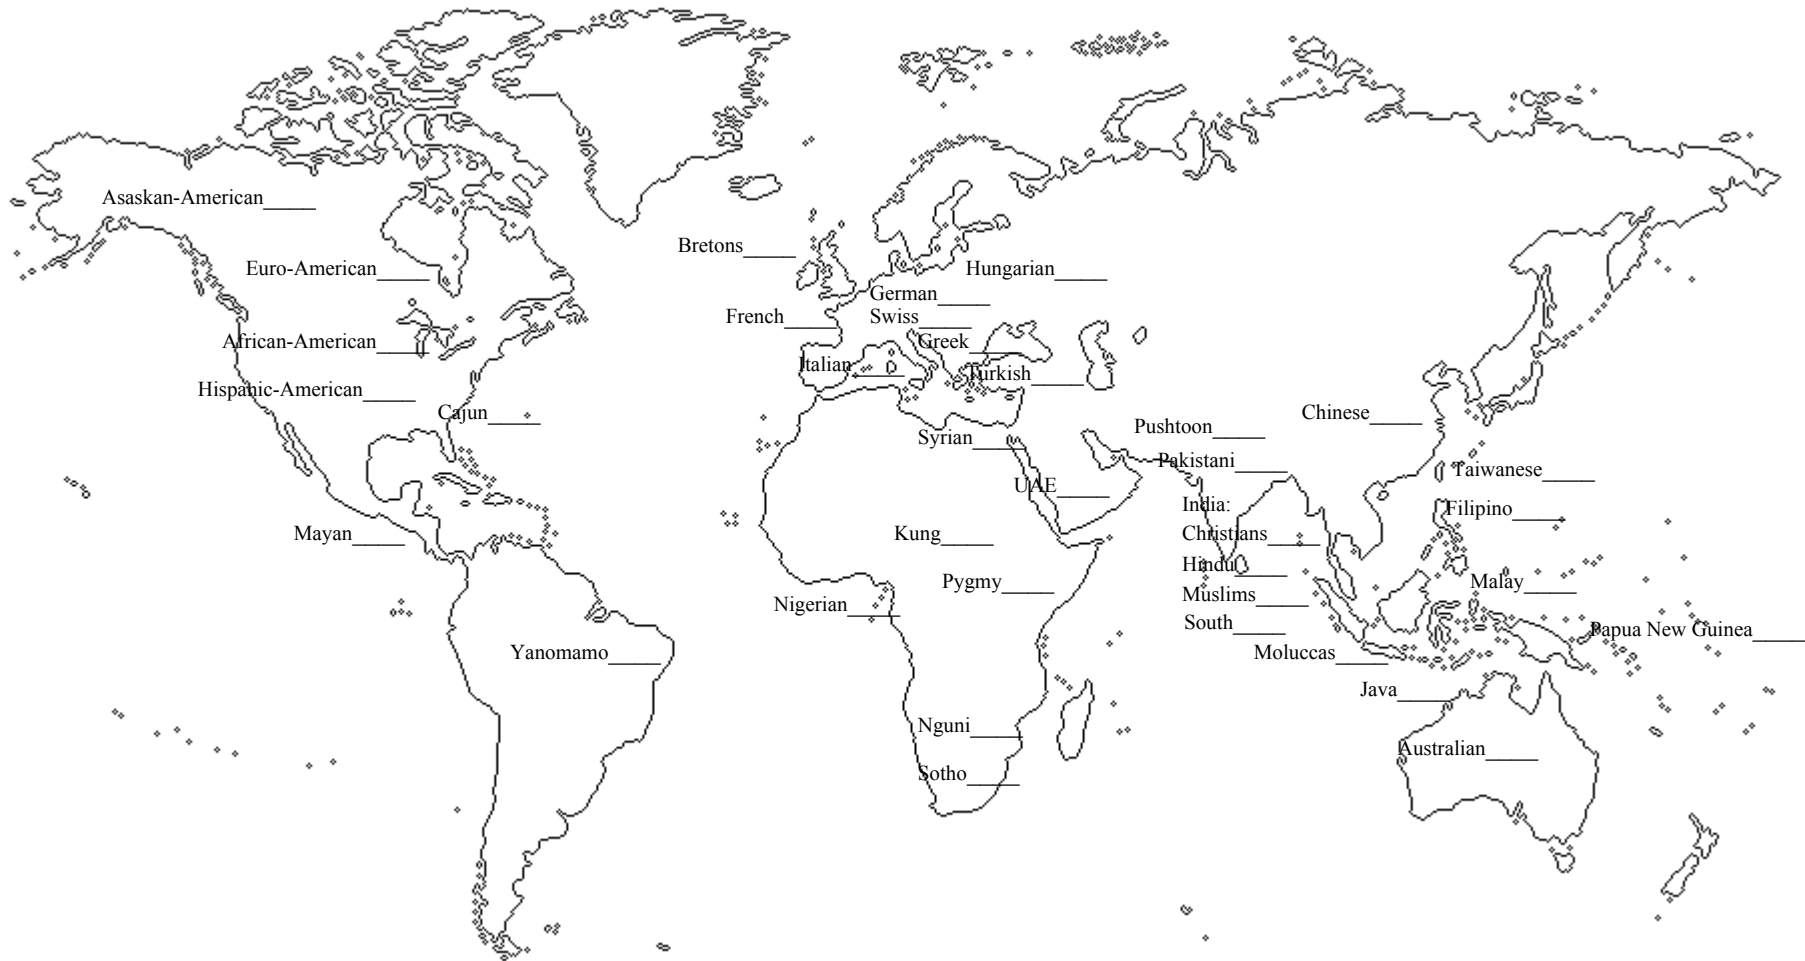 Asaskan-American_____
Bretons_____
Euro-American_____
Hungarian_____
German_____
French_____
Swiss_____
African-American_____
Greek_____
Italian_____
Turkish_____
Hispanic-American_____
Cajun_____
Chinese_____
Pushtoon_____
Syrian_____
Pakistani_____
Taiwanese_____
UAE_____
India:
Filipino_____
Mayan_____
Kung_____
Christians_____
Hindu_____
Pygmy_____
Malay_____
Muslims_____
Nigerian_____
South_____
Papua New Guinea_____
Yanomamo_____
Moluccas_____
Java_____
Nguni_____
Australian_____
Sotho_____